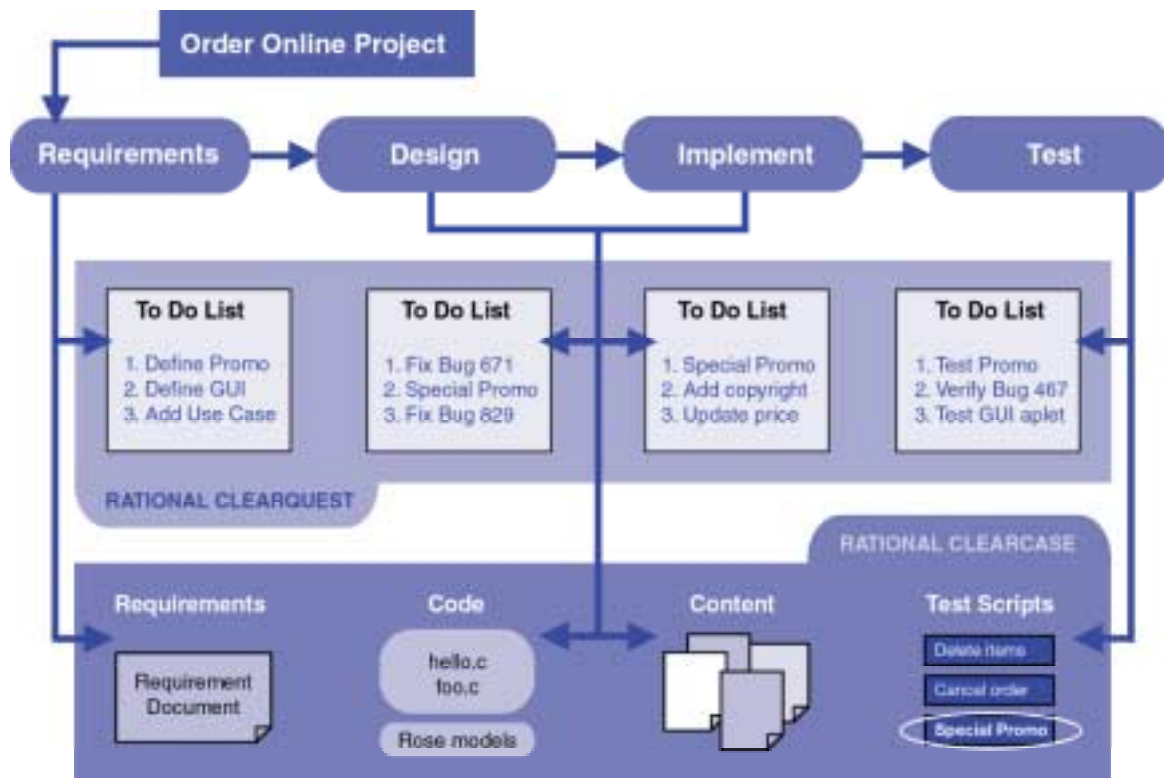 Order Online Project
Requirements
Design
Implement
Test
To Do List
1. Define Promo
2. Define GUI
3. Add Use Case
To Do List
1. Fix Bug 671
2. Special Promo
3. Fix Bug 829
To Do List
1. Special Promo
2. Add copyright
3. Update price
To Do List
1. Test Promo
2. Verify Bug 467
3. Test GUI aplet
RATIONAL CLEARQUEST
RATIONAL CLEARCASE
Requirements
Requirement
Document
Code
hello.c
foo.c
Rose models
Content
Test Scripts
Delete items
Cancel order
Special Promo